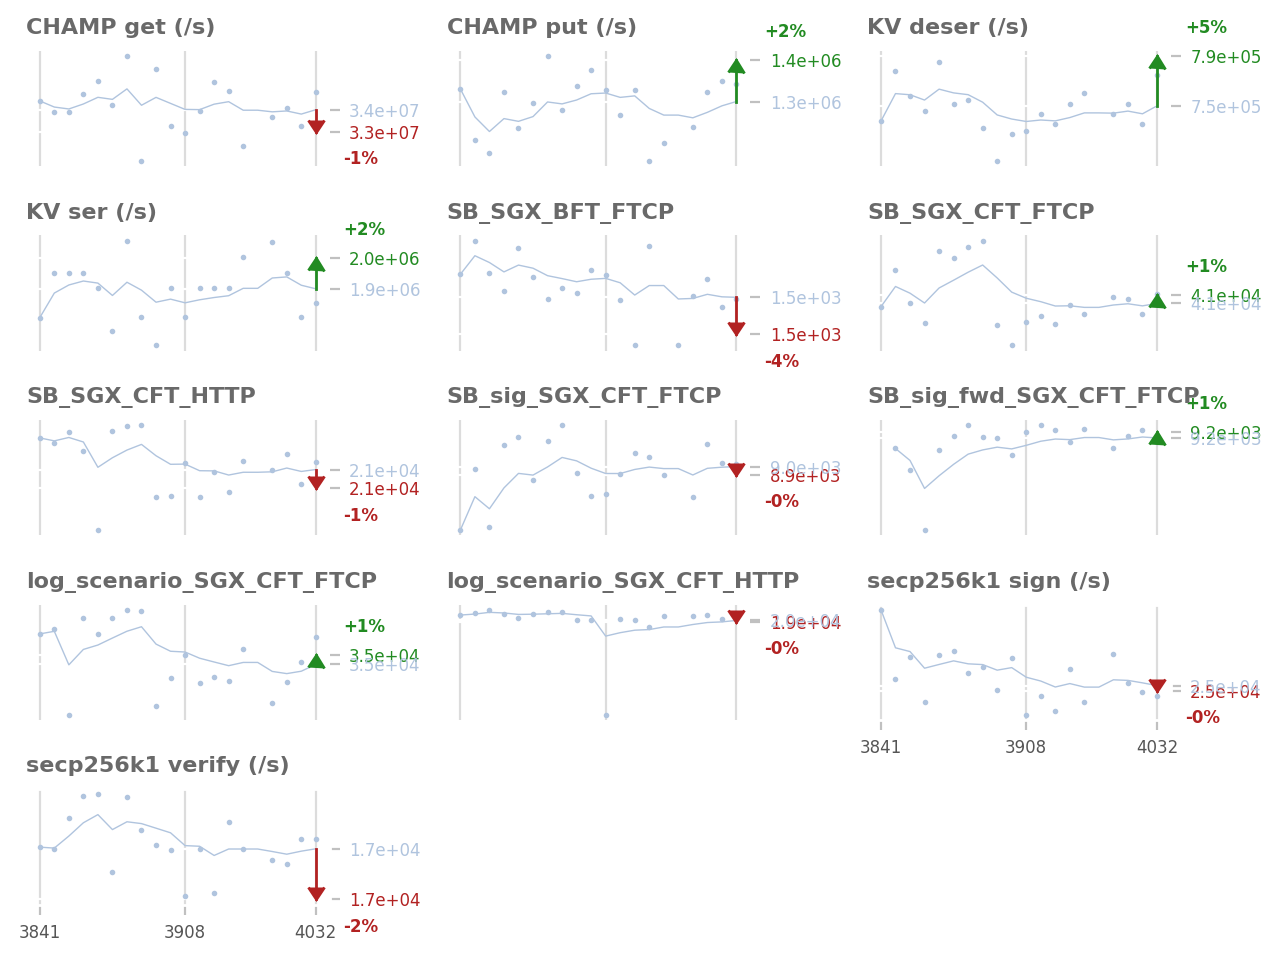 CHAMP get (/s)
3.4e+07
3.3e+07
-1%
CHAMP put (/s)
+2%
1.4e+06
1.3e+06
KV deser (/s)
+5%
7.9e+05
7.5e+05
KV ser (/s)
+2%
2.0e+06
1.9e+06
SB_SGX_BFT_FTCP
1.5e+03
1.5e+03
-4%
SB_SGX_CFT_FTCP
+1%
4.1e+04
4.1e+04
SB_SGX_CFT_HTTP
2.1e+04
2.1e+04
-1%
SB_sig_SGX_CFT_FTCP
9.0e+03
8.9e+03
-0%
SB_sig_fwd_SGX_CFT_FTCP
+1%
9.2e+03
9.2e+03
log_scenario_SGX_CFT_FTCP
+1%
3.5e+04
3.5e+04
log_scenario_SGX_CFT_HTTP
1.9e+04
-0%
secp256k1 sign (/s)
2.5e+04
2.5e+04
-0%
3841
3908
4032
secp256k1 verify (/s)
1.7e+04
1.7e+04
-2%
3841
3908
4032